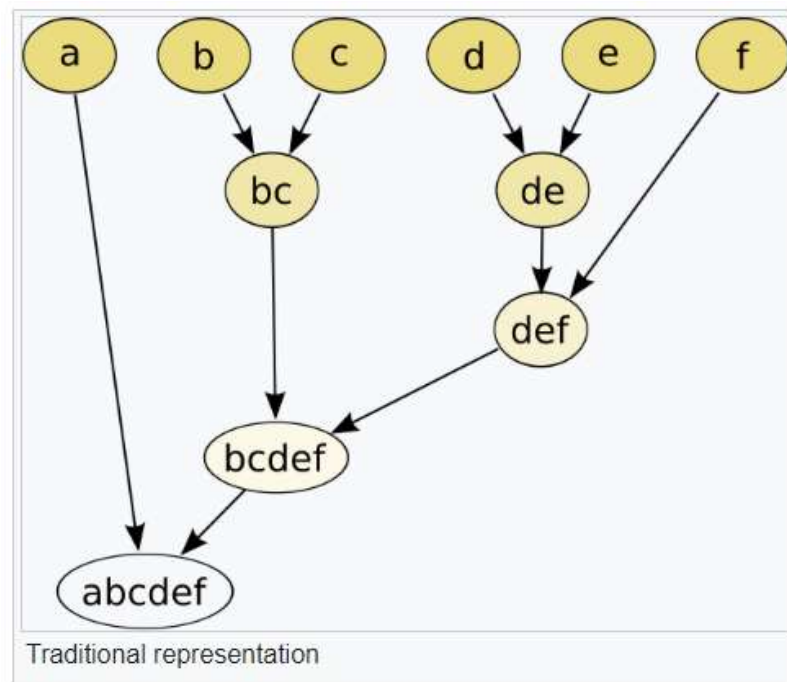 a b c d e f
bc de
def
bcdef
abcdef
Traditional representation